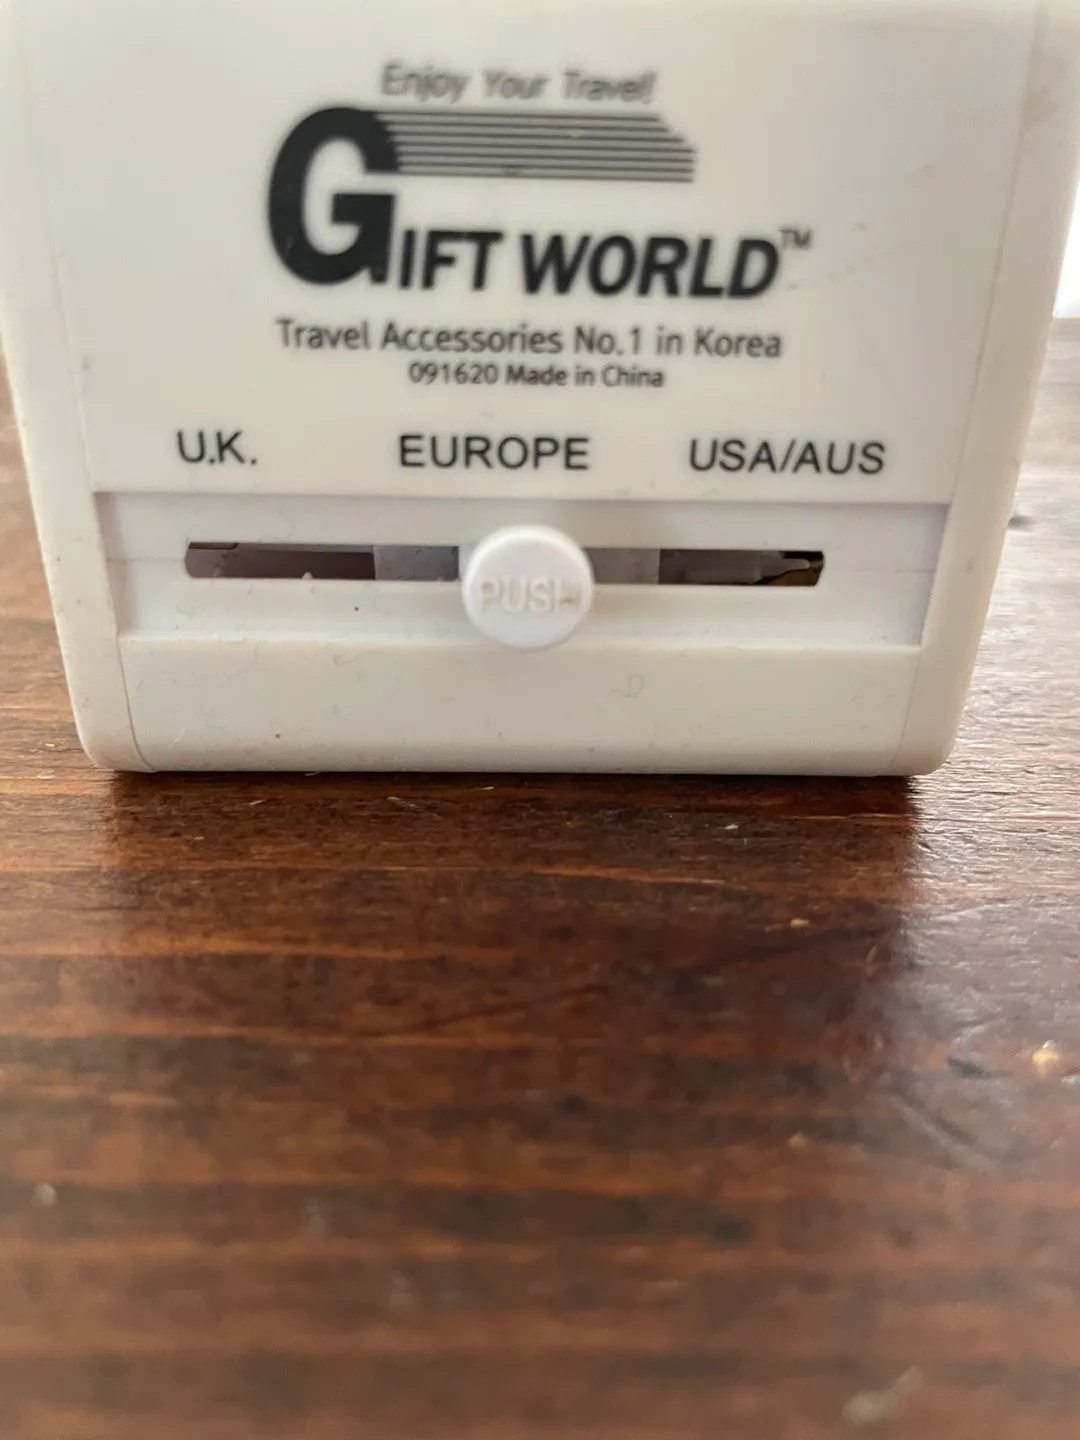 Enjoy Your Travel!
GIFT WORLD™
Travel Accessories No.1 in Korea
091620 Made in China
U.K. EUROPE USA/AUS
PUSH